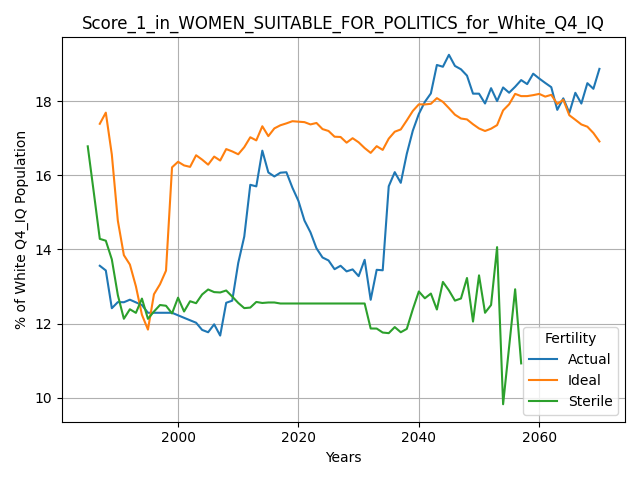 Score_1_in_WOMEN_SUITABLE_FOR_POLITICS_for_White_Q4_IQ
% of White Q4_IQ Population
18
16
14
12
10
2000 2020 2040 2060
Years
Fertility
Actual
Ideal
Sterile